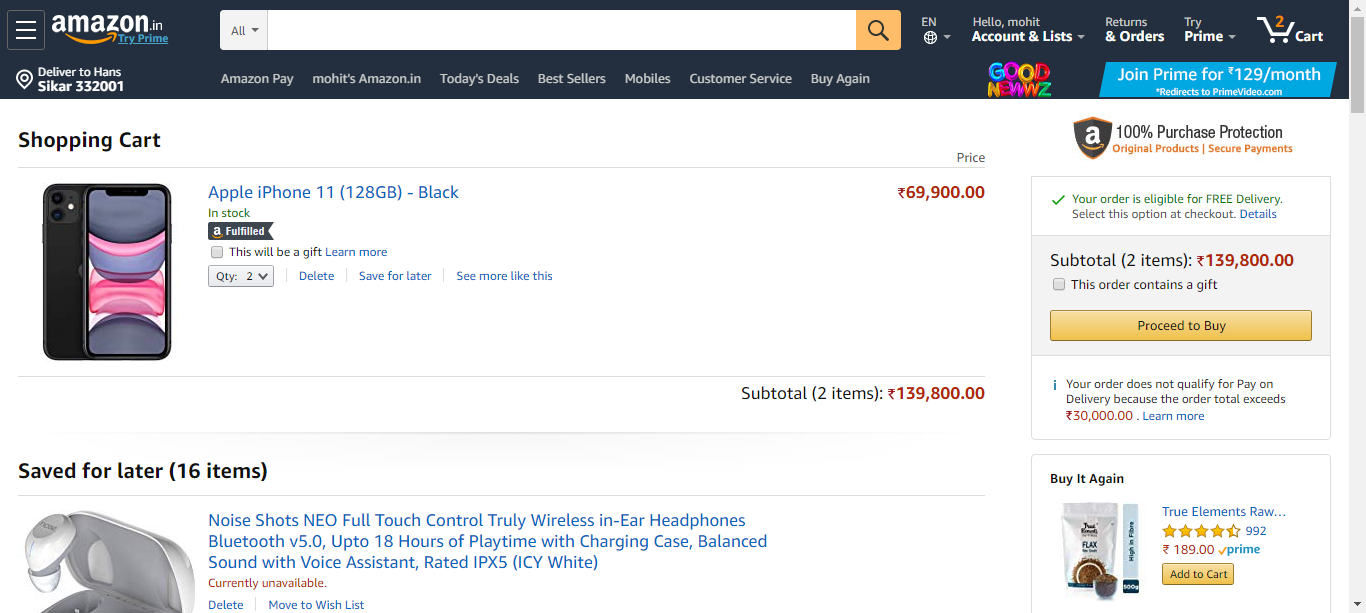 amazon.in
Try Prime
All
EN
Hello, mohit
Account & Lists
Returns
& Orders
Try
Prime
2
Cart
Deliver to Hans
Sikar 332001
Amazon Pay
mohit's Amazon.in
Today's Deals
Best Sellers
Mobiles
Customer Service
Buy Again
GOOD
NEWWZ
Join Prime for ₹129/month
*Redirects to PrimeVideo.com
Shopping Cart
Price
a
100% Purchase Protection
Original Products | Secure Payments
Apple iPhone 11 (128GB) - Black
₹69,900.00
In stock
a Fulfilled
This will be a gift Learn more
Qty: 2
Delete
Save for later
See more like this
Subtotal (2 items): ₹139,800.00
Your order is eligible for FREE Delivery.
Select this option at checkout. Details
Subtotal (2 items): ₹139,800.00
This order contains a gift
Proceed to Buy
Your order does not qualify for Pay on
Delivery because the order total exceeds
₹30,000.00 . Learn more
Saved for later (16 items)
Noise Shots NEO Full Touch Control Truly Wireless in-Ear Headphones
Bluetooth v5.0, Upto 18 Hours of Playtime with Charging Case, Balanced
Sound with Voice Assistant, Rated IPX5 (ICY White)
Currently unavailable.
Delete
Move to Wish List
Buy It Again
True Elements
FLAX
High in Fibre
500g
True Elements Raw...
992
₹ 189.00 prime
Add to Cart